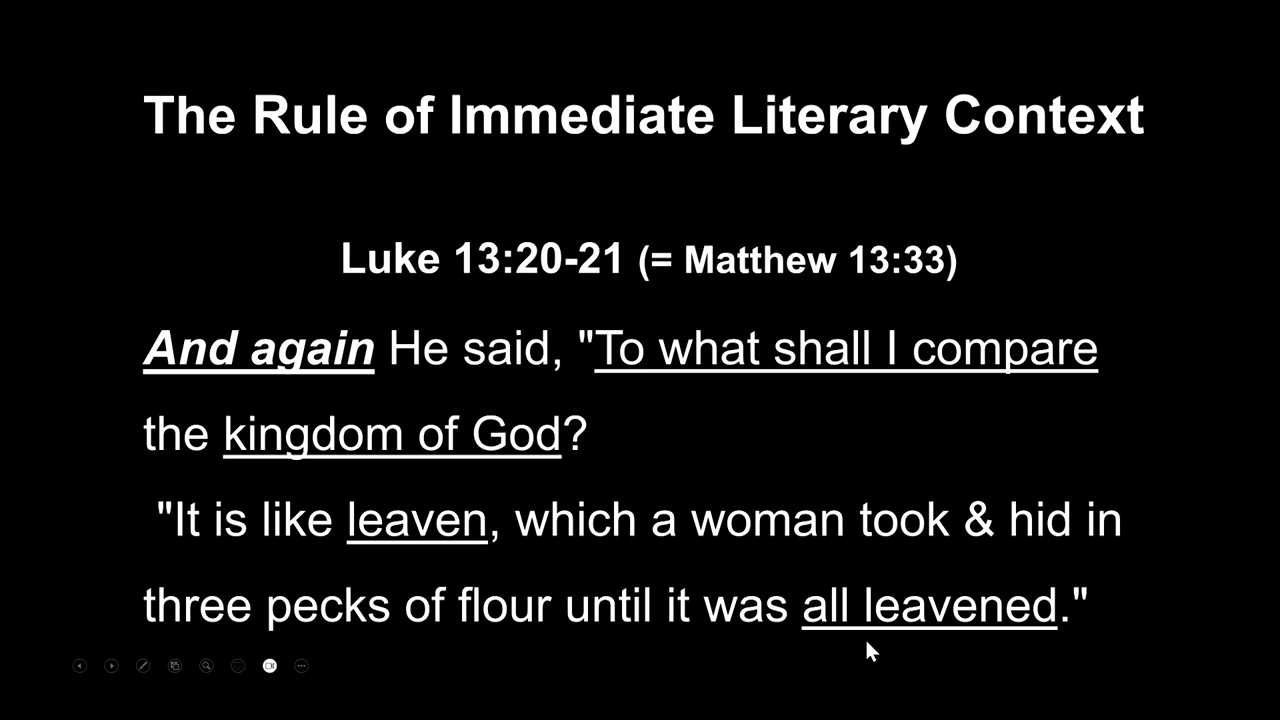 The Rule of Immediate Literary Context
Luke 13:20-21 (= Matthew 13:33)
And again He said, "To what shall I compare
the kingdom of God?
"It is like leaven, which a woman took & hid in
three pecks of flour until it was all leavened."